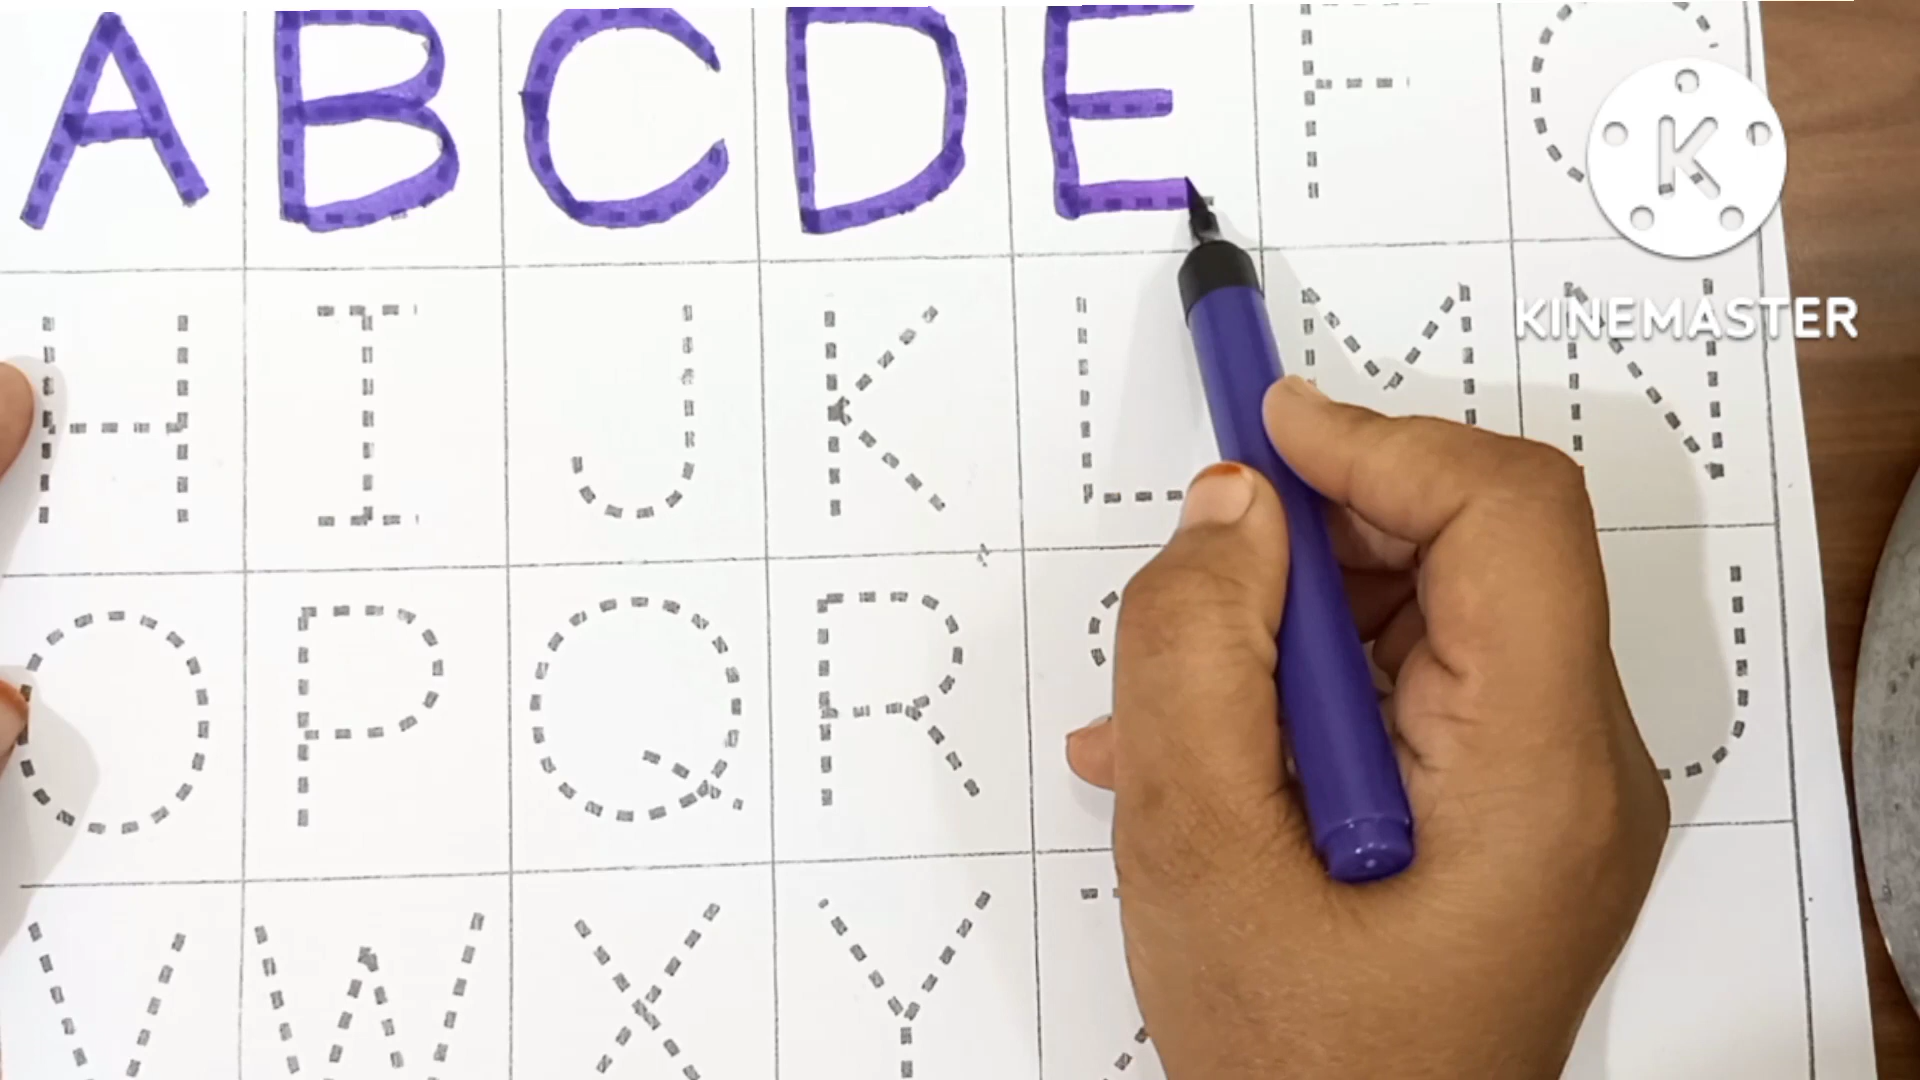 A B C D E F G
K
H I J K L M N
KINEMASTER
O P Q R S U
V W X Y